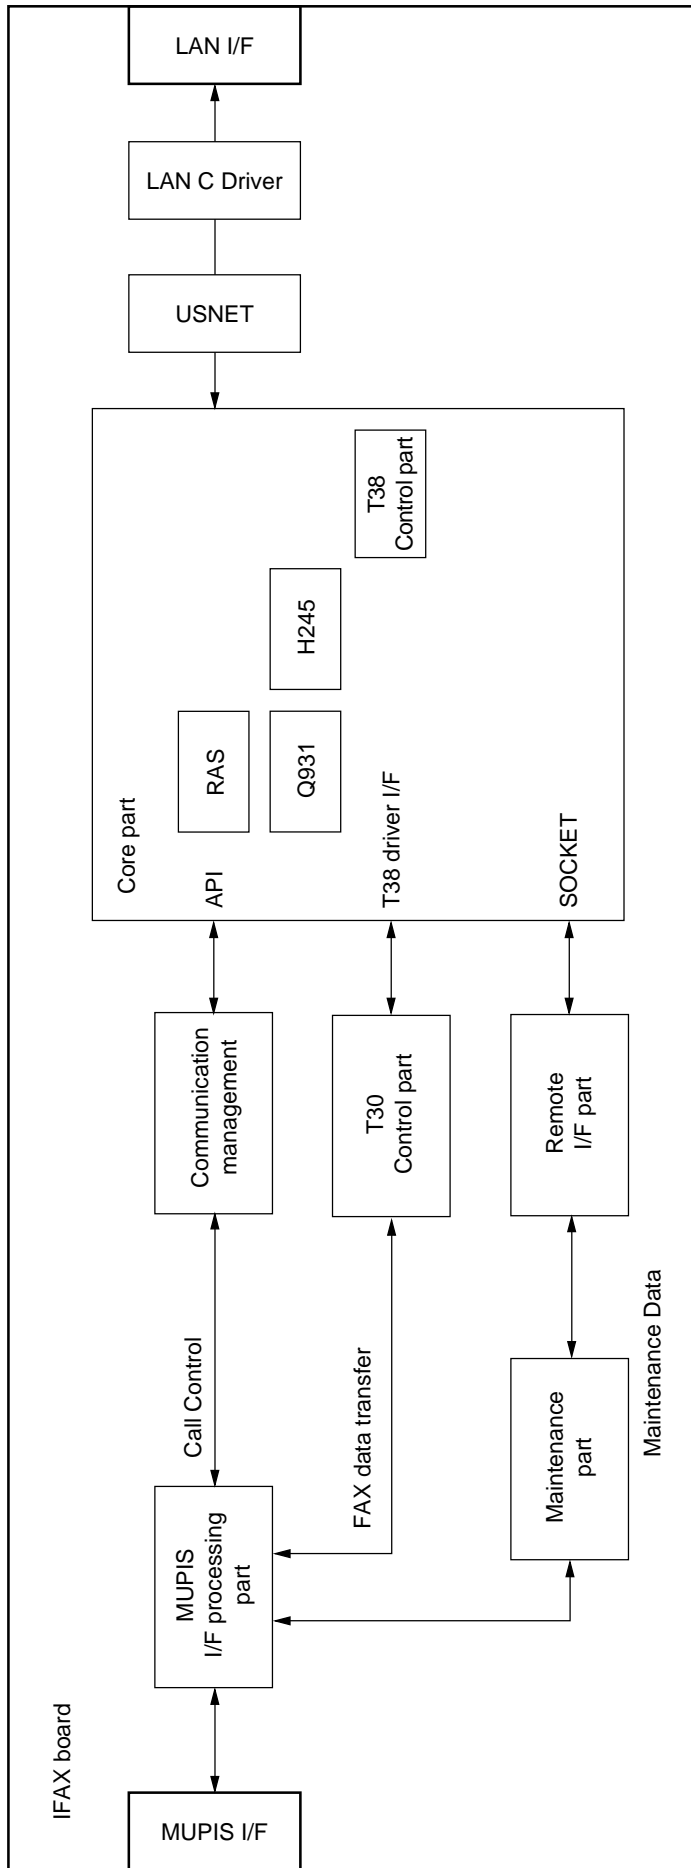 LAN I/F
LAN C Driver
USNET
T38
Control part
H245
RAS
Q931
Core part
API
T38 driver I/F
SOCKET
Communication
management
T30
Control part
Remote
I/F part
Call Control
FAX data transfer
Maintenance Data
MUPIS
I/F processing
part
Maintenance
part
IFAX board
MUPIS I/F